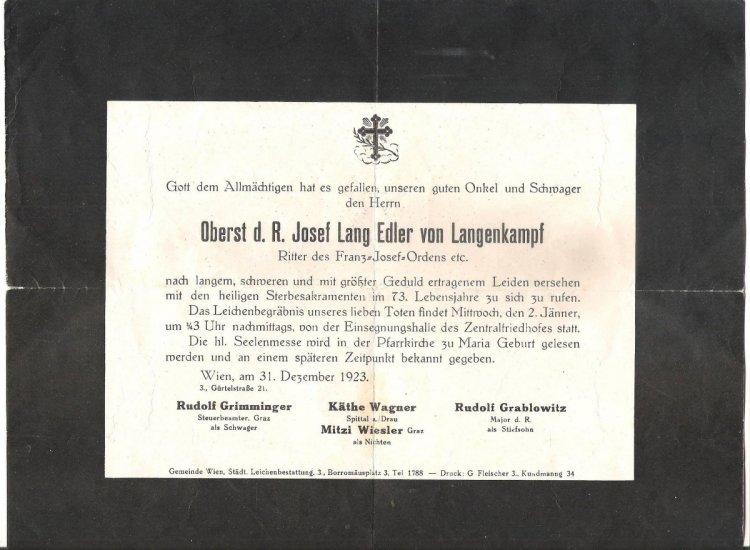 Gott dem Allmächtigen hat es gefallen, unseren guten Onkel und Schwager
den Herrn
Oberst d. R. Josef Lang Edler von Langenkampf
Ritter des Franz-Josef-Ordens etc.
nach langem, schweren und mit größter Geduld ertragenem Leiden versehen
mit den heiligen Sterbesakramenten im 73. Lebensjahre zu sich zu rufen.
Das Leichenbegräbnis unseres lieben Toten findet Mittwoch, den 2. Jänner,
um ¼3 Uhr nachmittags, von der Einsegnungshalle des Zentralfriedhofes statt.
Die hl. Seelenmesse wird in der Pfarrkirche zu Maria Geburt gelesen
werden und an einem späteren Zeitpunkt bekannt gegeben.
Wien, am 31. Dezember 1923.
3., Gürtelstraße 21.
Rudolf Grimminger
Steuerbeamter, Graz
als Schwager
Käthe Wagner
Spittal a. Drau
Mitzi Wiesler Graz
als Nichten
Rudolf Grablowitz
Major d. R.
als Stiefsohn
Gemeinde Wien, Städt. Leichenbestattung, 3., Borromäusplatz 3, Tel 1788 — Druck: G Fleischer 3., Kundmanng 34